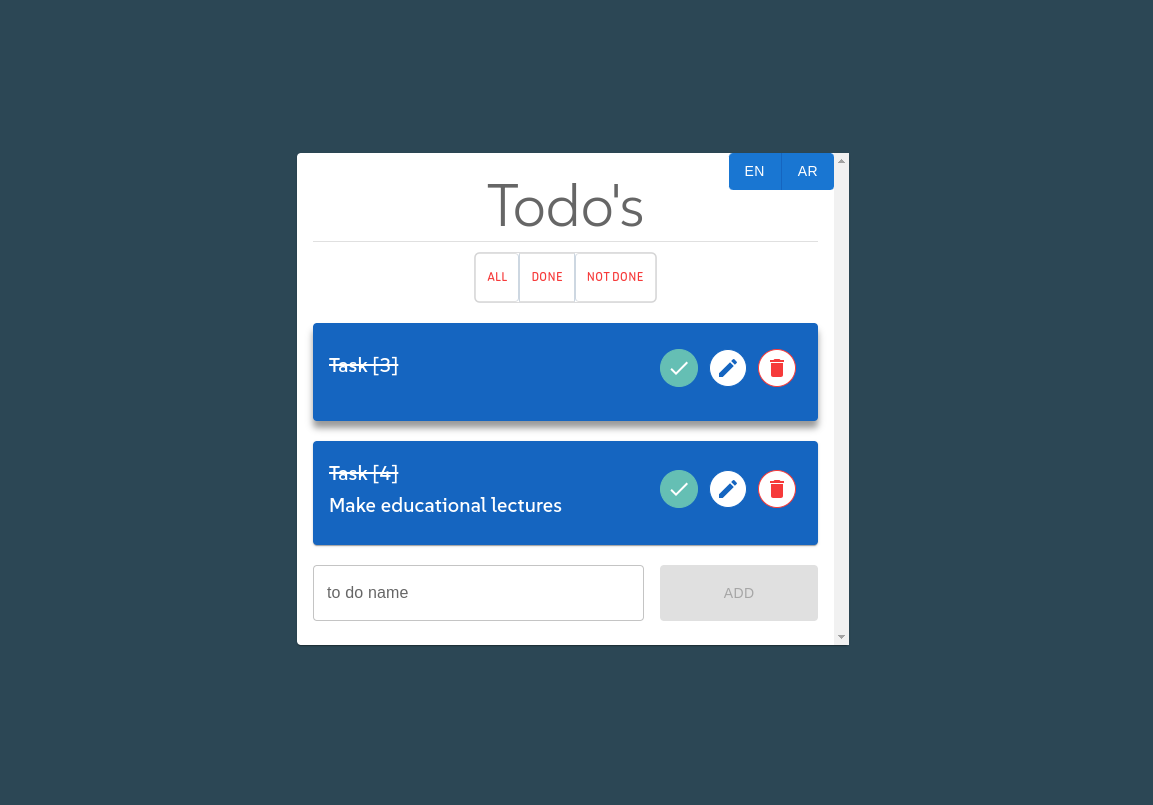 EN AR
Todo's
ALL DONE NOT DONE
Task [3]
Task [4]
Make educational lectures
to do name
ADD